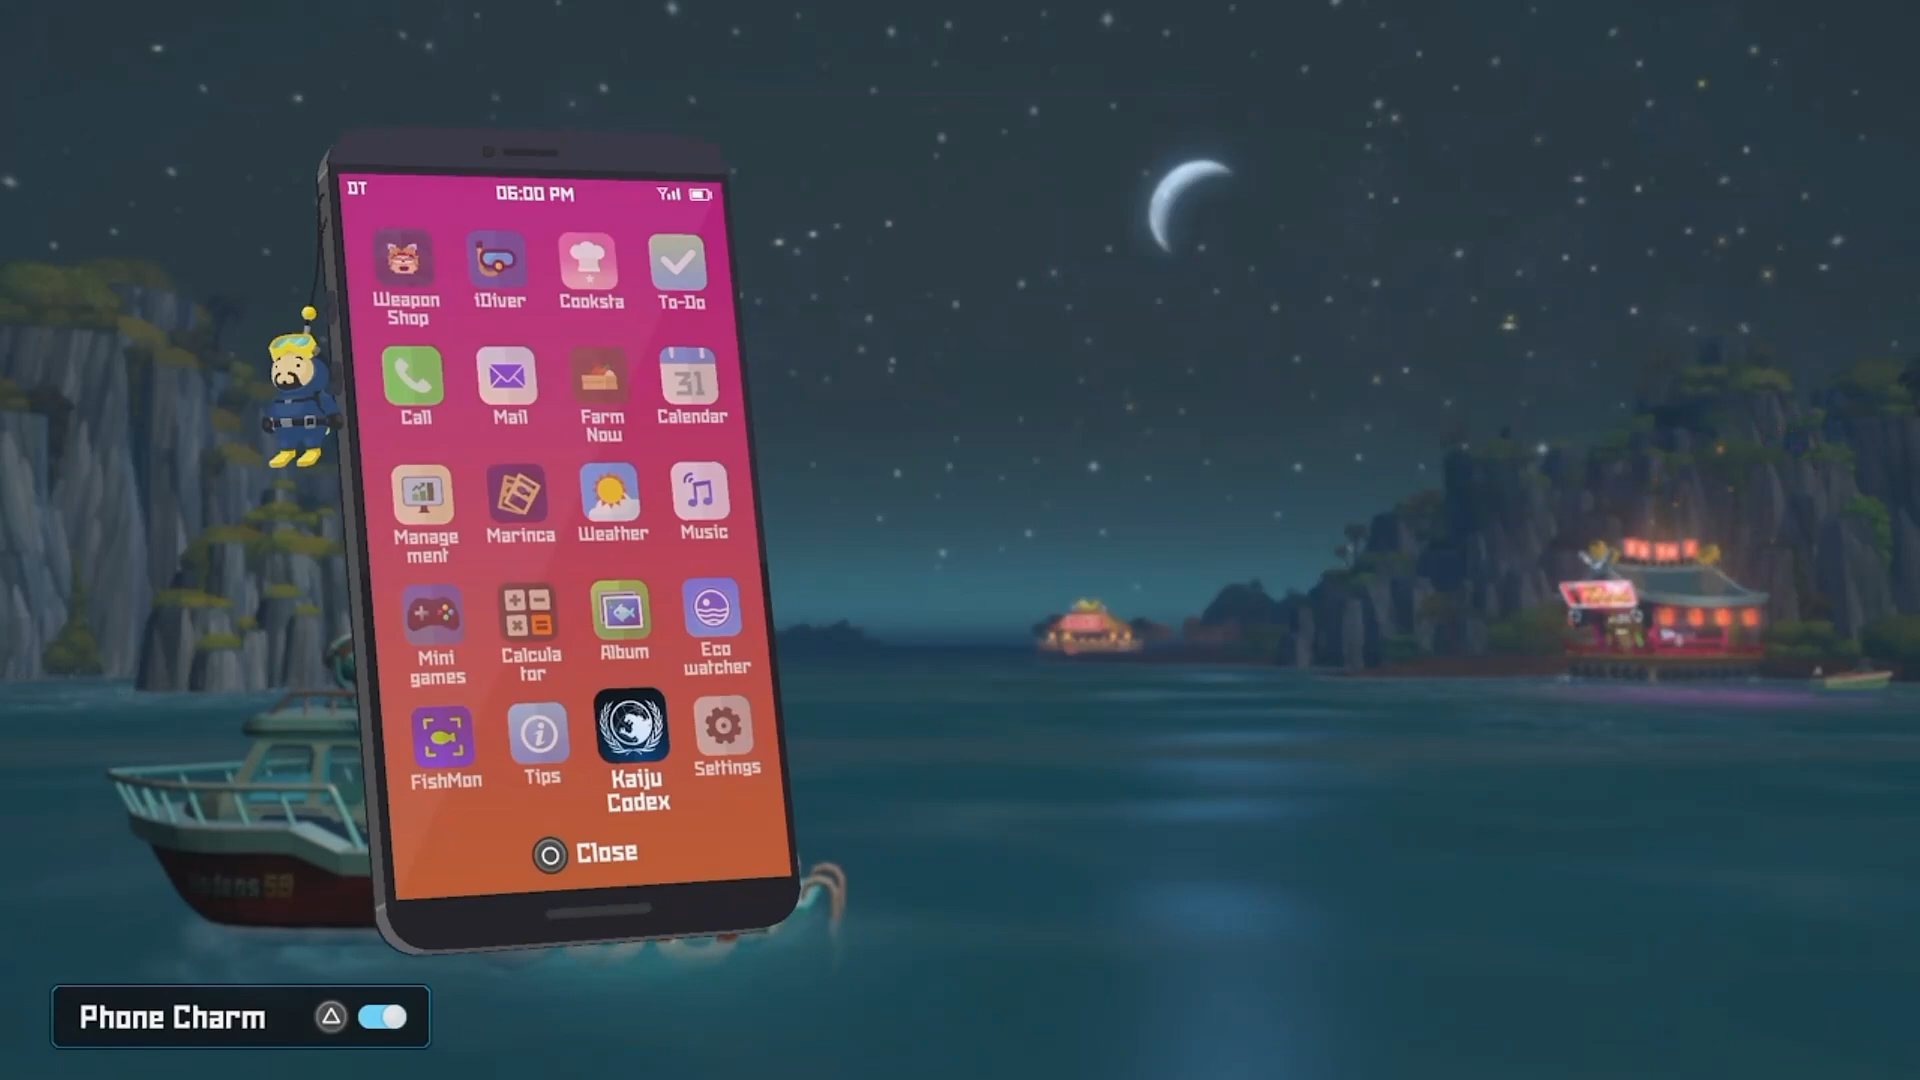 DT
06:00 PM
Weapon
Shop
iDiver
Cooksta
To-Do
Call
Mail
Farm
Now
31
Calendar
Manage
ment
Marinca
Weather
Music
Mini
games
Calcula
tor
Album
Eco
watcher
FishMon
Tips
Kaiju
Codex
Settings
Close
Phone Charm